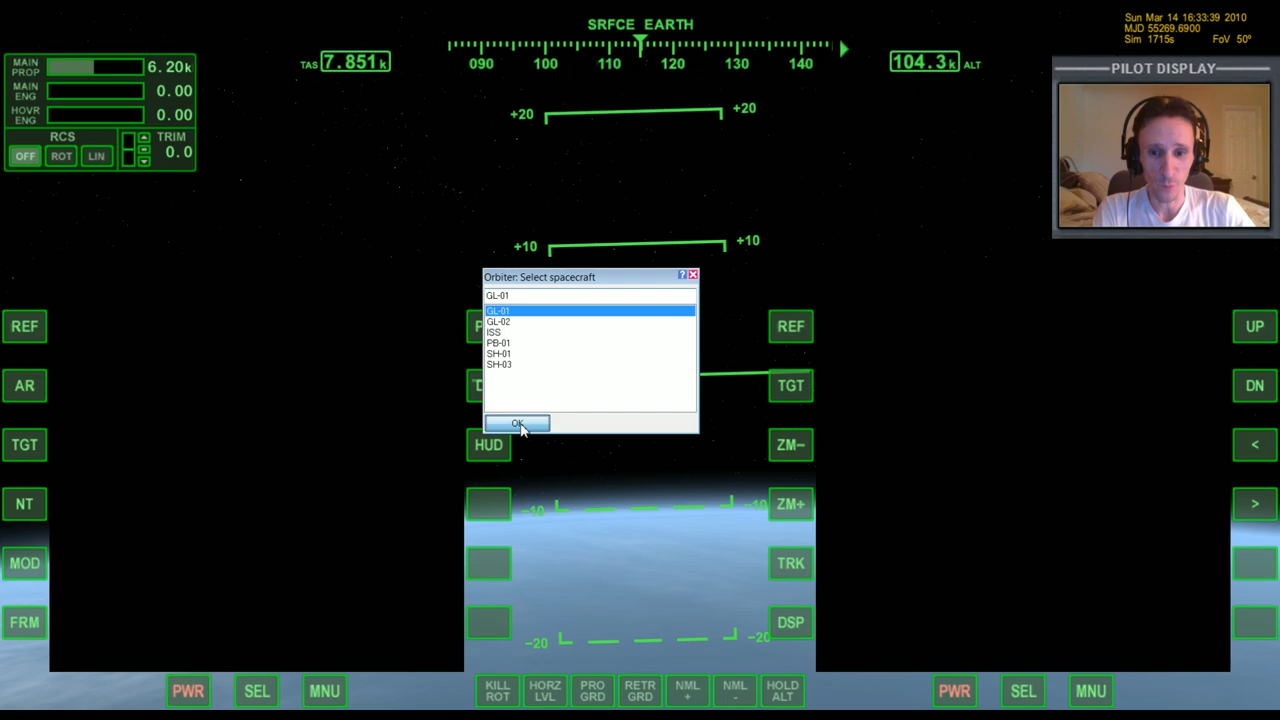 SRFCE EARTH
Sun Mar 14 16:33:39 2010
MJD 55269.6900
Sim 1715s FoV 50°
MAIN PROP 6.20k
MAIN ENG 0.00
HOVR ENG 0.00
RCS TRIM
OFF ROT LIN 0.0
TAS 7.851k
090 100 110 120 130 140
104.3k ALT
PILOT DISPLAY
+20 +20
+10 +10
Orbiter: Select spacecraft
GL-01
GL-01
GL-02
ISS
PB-01
SH-01
SH-03
OK
REF
AR
TGT
NT
MOD
FRM
HUD
REF
TGT
ZM-
ZM+
TRK
DSP
UP
DN
<
>
-10 -10
-20 -20
PWR SEL MNU
KILL ROT
HORZ LVL
PRO GRD
RETR GRD
NML +
NML -
HOLD ALT
PWR SEL MNU